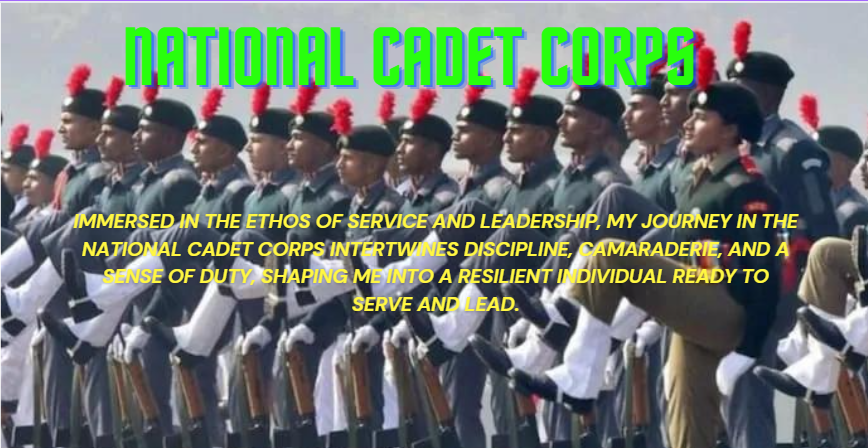 NATIONAL CADET CORPS
IMMERSED IN THE ETHOS OF SERVICE AND LEADERSHIP, MY JOURNEY IN THE
NATIONAL CADET CORPS INTERTWINES DISCIPLINE, CAMARADERIE, AND A
SENSE OF DUTY, SHAPING ME INTO A RESILIENT INDIVIDUAL READY TO
SERVE AND LEAD.